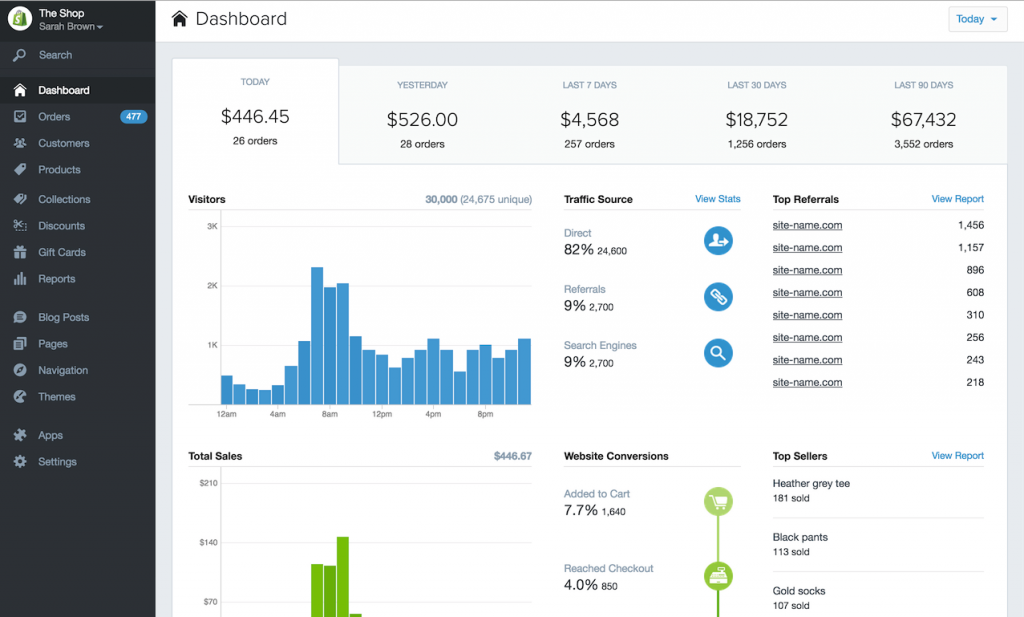 The Shop
Sarah Brown
Search
Dashboard
Orders 477
Customers
Products
Collections
Discounts
Gift Cards
Reports
Blog Posts
Pages
Navigation
Themes
Apps
Settings
Dashboard
Today
TODAY
$446.45
26 orders
YESTERDAY
$526.00
28 orders
LAST 7 DAYS
$4,568
257 orders
LAST 30 DAYS
$18,752
1,256 orders
LAST 90 DAYS
$67,432
3,552 orders
Visitors 30,000 (24,675 unique)
3K
2K
1K
12am 4am 8am 12pm 4pm 8pm
Traffic Source View Stats
Direct
82% 24,600
Referrals
9% 2,700
Search Engines
9% 2,700
Top Referrals View Report
site-name.com 1,456
site-name.com 1,157
site-name.com 896
site-name.com 608
site-name.com 310
site-name.com 256
site-name.com 243
site-name.com 218
Total Sales $446.67
$210
$140
$70
Website Conversions
Added to Cart
7.7% 1,640
Reached Checkout
4.0% 850
Top Sellers View Report
Heather grey tee
181 sold
Black pants
113 sold
Gold socks
107 sold